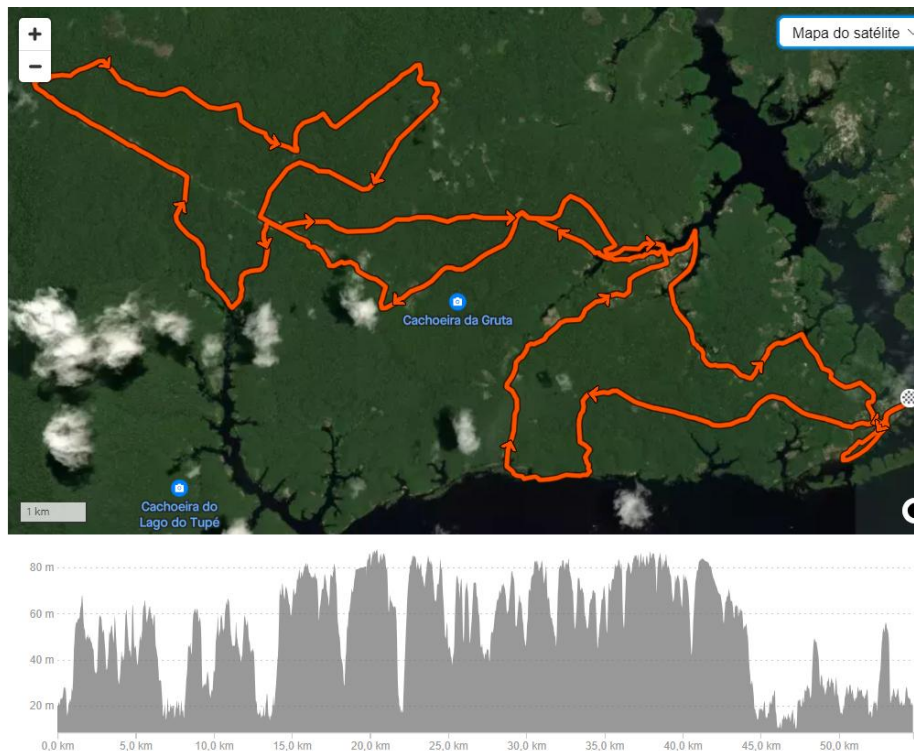 +
Mapa do satélite
−
Cachoeira da Gruta
Cachoeira do
Lago do Tupé
1 km
80 m
60 m
40 m
20 m
0,0 km 5,0 km 10,0 km 15,0 km 20,0 km 25,0 km 30,0 km 35,0 km 40,0 km 45,0 km 50,0 km